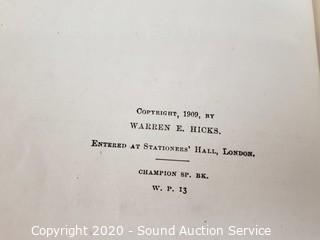 Copyright, 1909, by
WARREN E. HICKS.
Entered at Stationers' Hall, London.
CHAMPION SP. BK.
W. P. 13
Copyright 2020 - Sound Auction Service